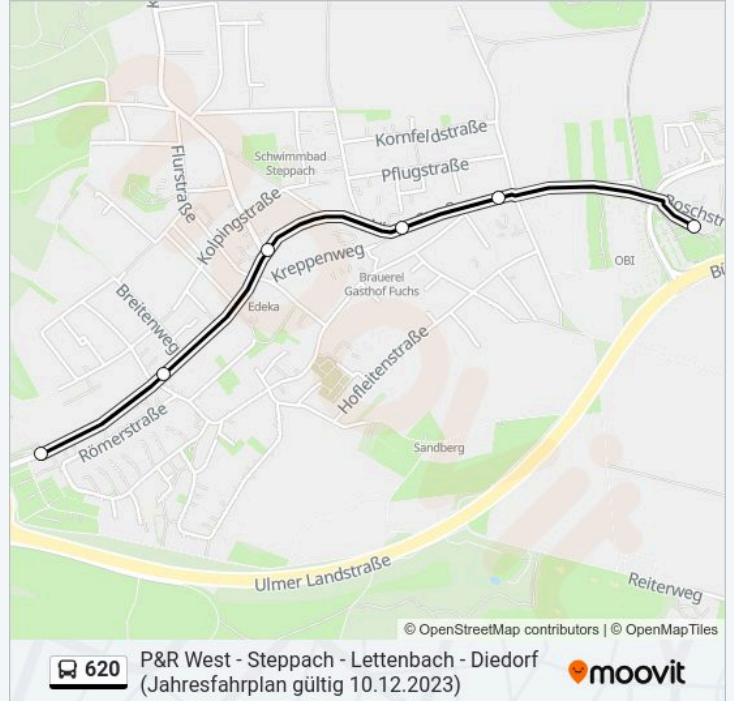 Kornfeldstraße
Flurstraße
Schwimmbad
Steppach
Pflugstraße
Kolpingstraße
Kreppenweg
OBI
Brauerei
Gasthof Fuchs
Breitenweg
Edeka
Hofleitenstraße
Römerstraße
Sandberg
Ulmer Landstraße
Reiterweg
© OpenStreetMap contributors | © OpenMapTiles
620
P&R West - Steppach - Lettenbach - Diedorf
(Jahresfahrplan gültig 10.12.2023)
moovit